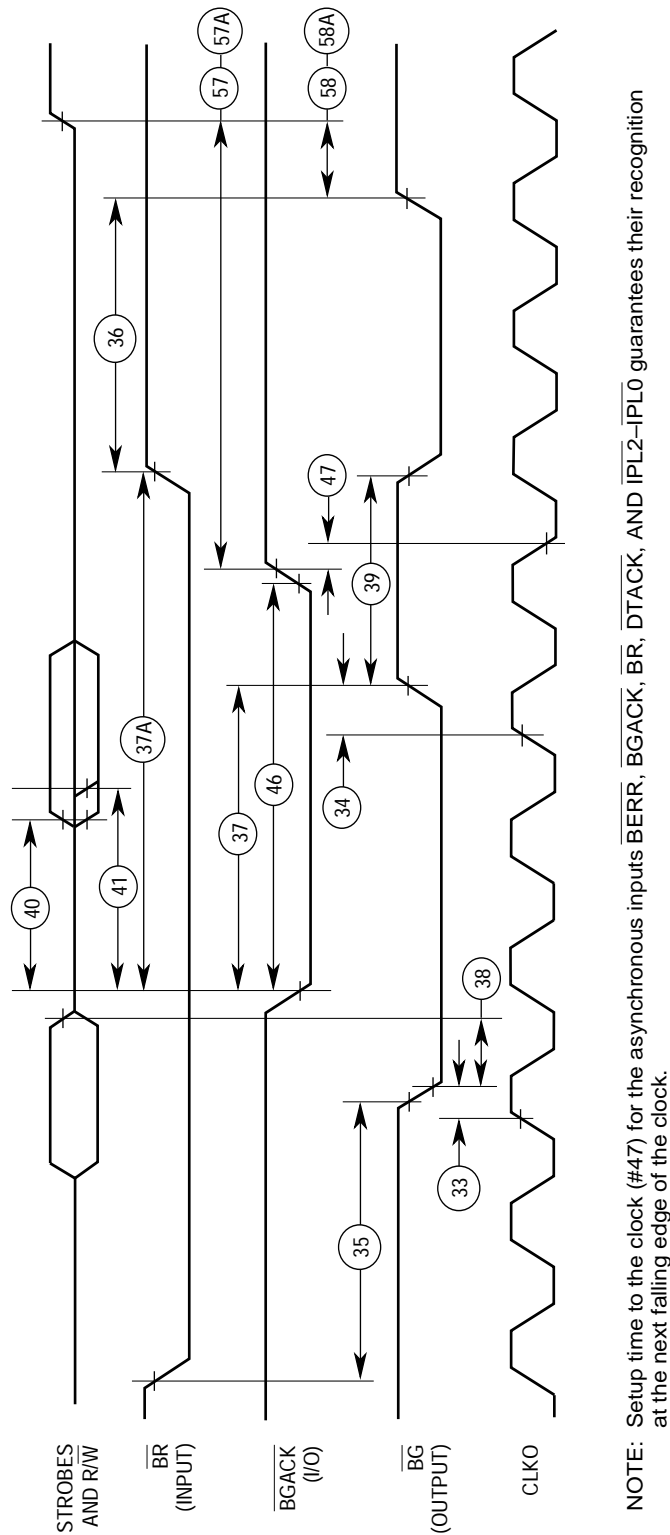 STROBES
AND R/W
BR
(INPUT)
BGACK
(I/O)
BG
(OUTPUT)
CLKO
40
41
36
37A
57
57A
37
46
47
58
58A
34
39
35
33
38
NOTE: Setup time to the clock (#47) for the asynchronous inputs BERR, BGACK, BR, DTACK, AND IPL2–IPL0 guarantees their recognition
at the next falling edge of the clock.